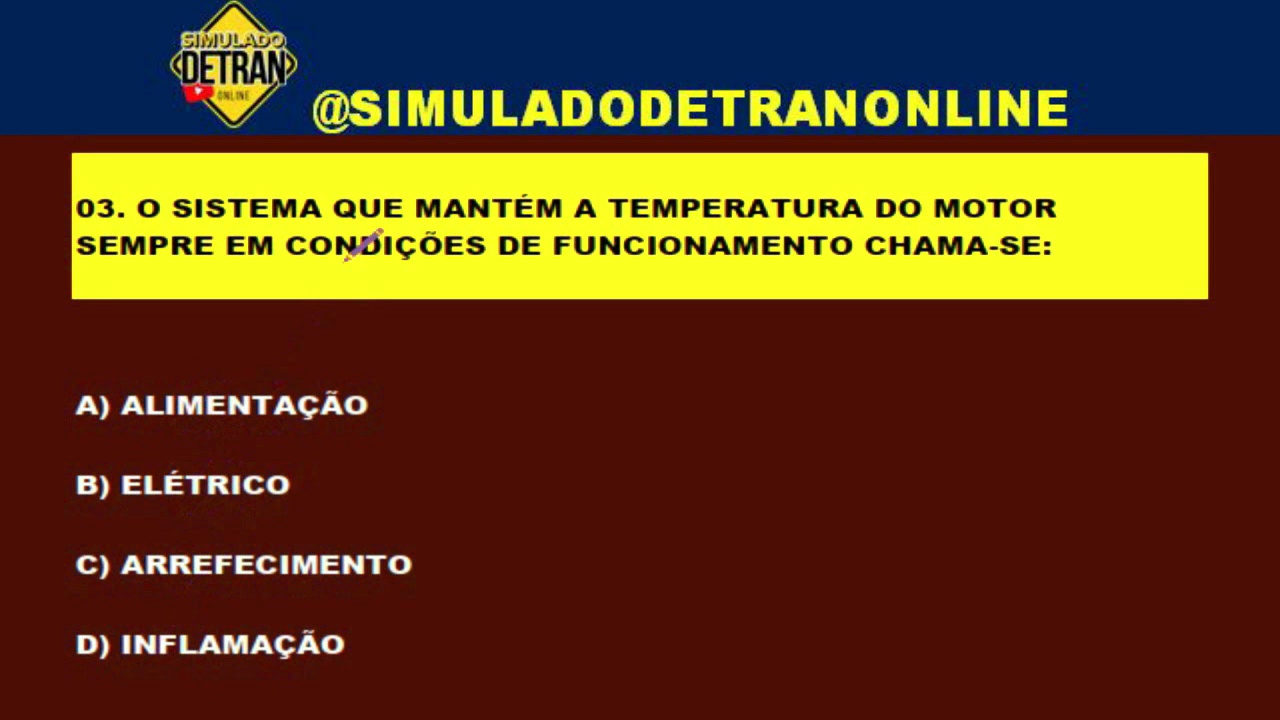 SIMULADO
DETRAN
ONLINE
@SIMULADODETRANONLINE
03. O SISTEMA QUE MANTÉM A TEMPERATURA DO MOTOR
SEMPRE EM CONDIÇÕES DE FUNCIONAMENTO CHAMA-SE:
A) ALIMENTAÇÃO
B) ELÉTRICO
C) ARREFECIMENTO
D) INFLAMAÇÃO